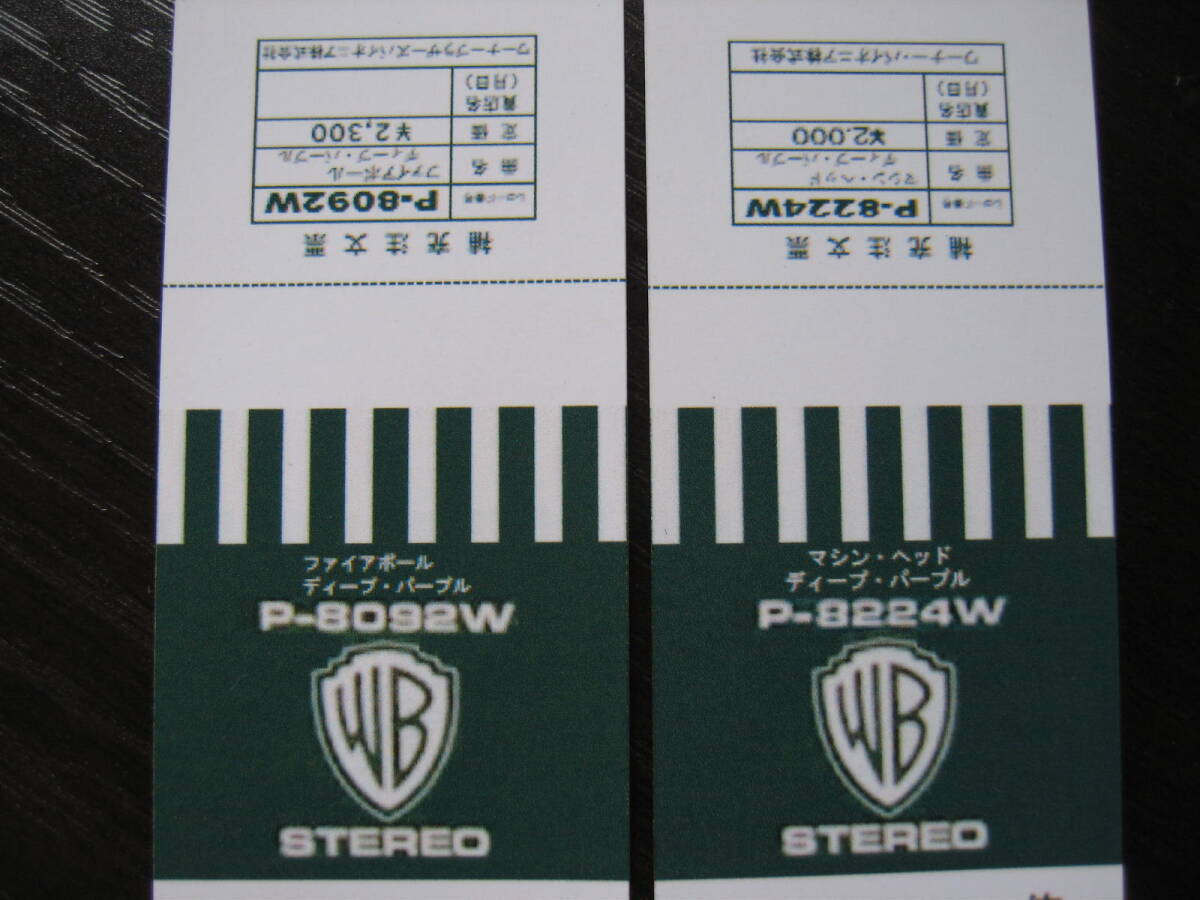 補充注文票
レコード番号 P-8092W
曲名 ファイアボール
ディープ・パープル
定価 ¥2,300
売店名
(月日)
ワーナーブラザーズ・パイオニア株式会社
ファイアボール
ディープ・パープル
P-8092W
WB
STEREO
補充注文票
レコード番号 P-8224W
曲名 マシン・ヘッド
ディープ・パープル
定価 ¥2.000
売店名
(月日)
ワーナー・パイオニア株式会社
マシン・ヘッド
ディープ・パープル
P-8224W
WB
STEREO